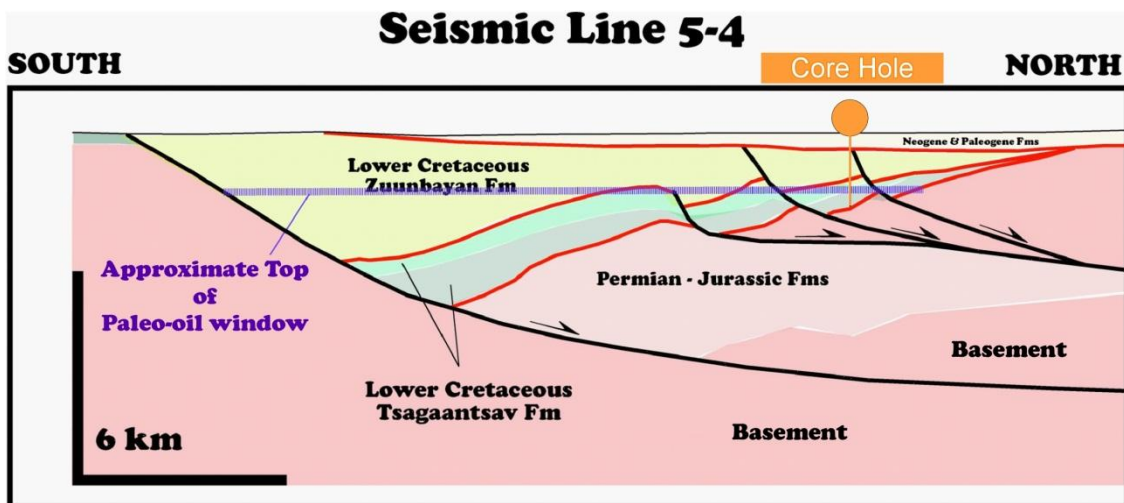 Seismic Line 5-4
SOUTH
Core Hole
NORTH
Neogene & Paleogene Fms
Lower Cretaceous
Zuunbayan Fm
Approximate Top
of
Paleo-oil window
Permian - Jurassic Fms
Basement
Lower Cretaceous
Tsagaantsav Fm
Basement
6 km